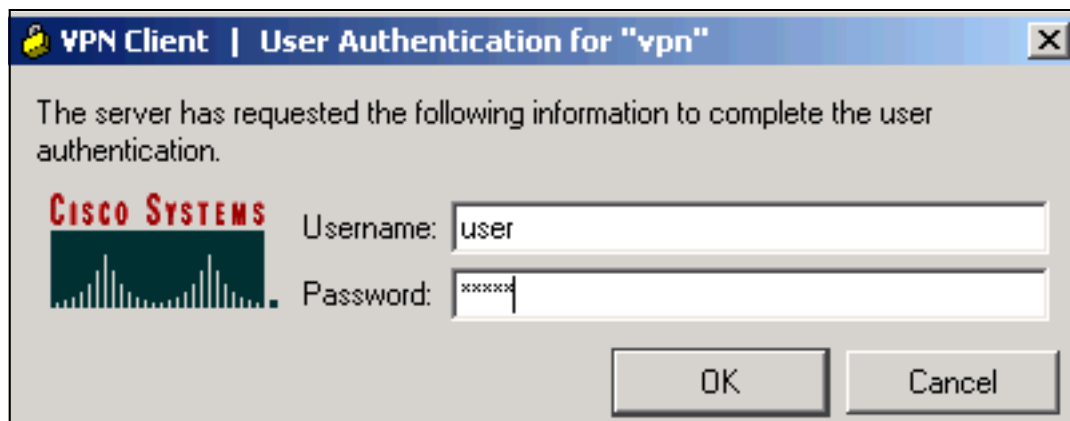 VPN Client | User Authentication for "vpn"
The server has requested the following information to complete the user
authentication.
CISCO SYSTEMS
Username: user
Password: *****
OK Cancel